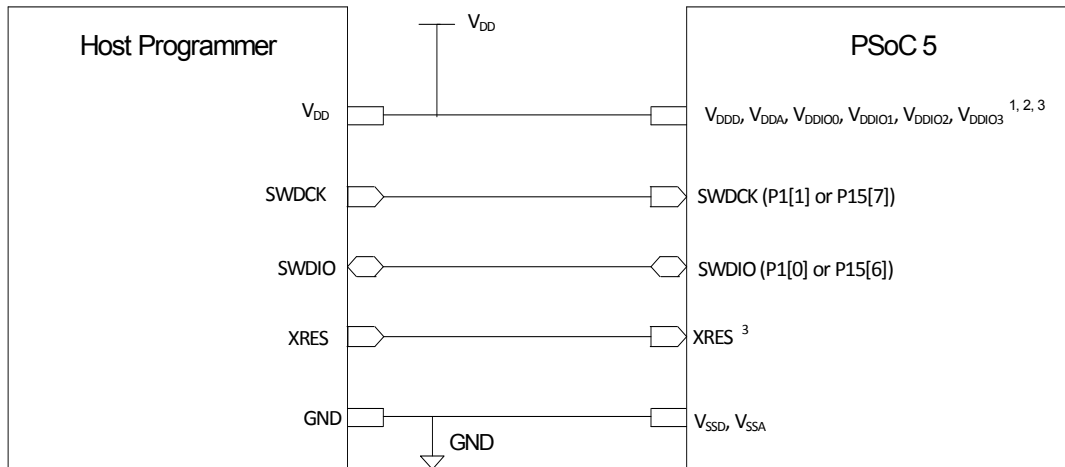 Host Programmer
V_DD
PSoC 5
V_DD
V_DDD, V_DDA, V_DDIO0, V_DDIO1, V_DDIO2, V_DDIO3 1, 2, 3
SWDCK
SWDCK (P1[1] or P15[7])
SWDIO
SWDIO (P1[0] or P15[6])
XRES
XRES 3
GND
GND
V_SSD, V_SSA